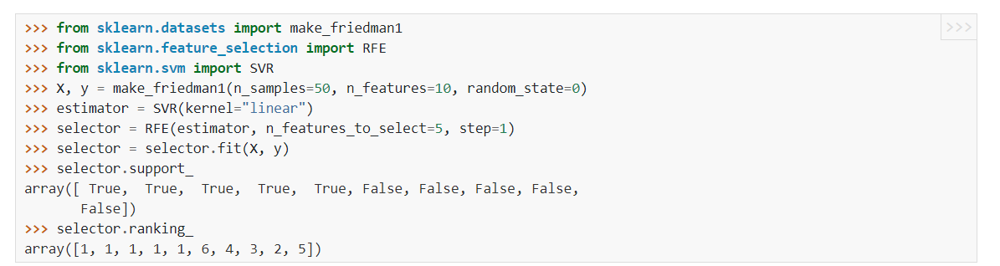 >>> from sklearn.datasets import make_friedman1
>>>
>>> from sklearn.feature_selection import RFE
>>> from sklearn.svm import SVR
>>> X, y = make_friedman1(n_samples=50, n_features=10, random_state=0)
>>> estimator = SVR(kernel="linear")
>>> selector = RFE(estimator, n_features_to_select=5, step=1)
>>> selector = selector.fit(X, y)
>>> selector.support_
array([ True,  True,  True,  True,  True, False, False, False, False,
       False])
>>> selector.ranking_
array([1, 1, 1, 1, 1, 6, 4, 3, 2, 5])